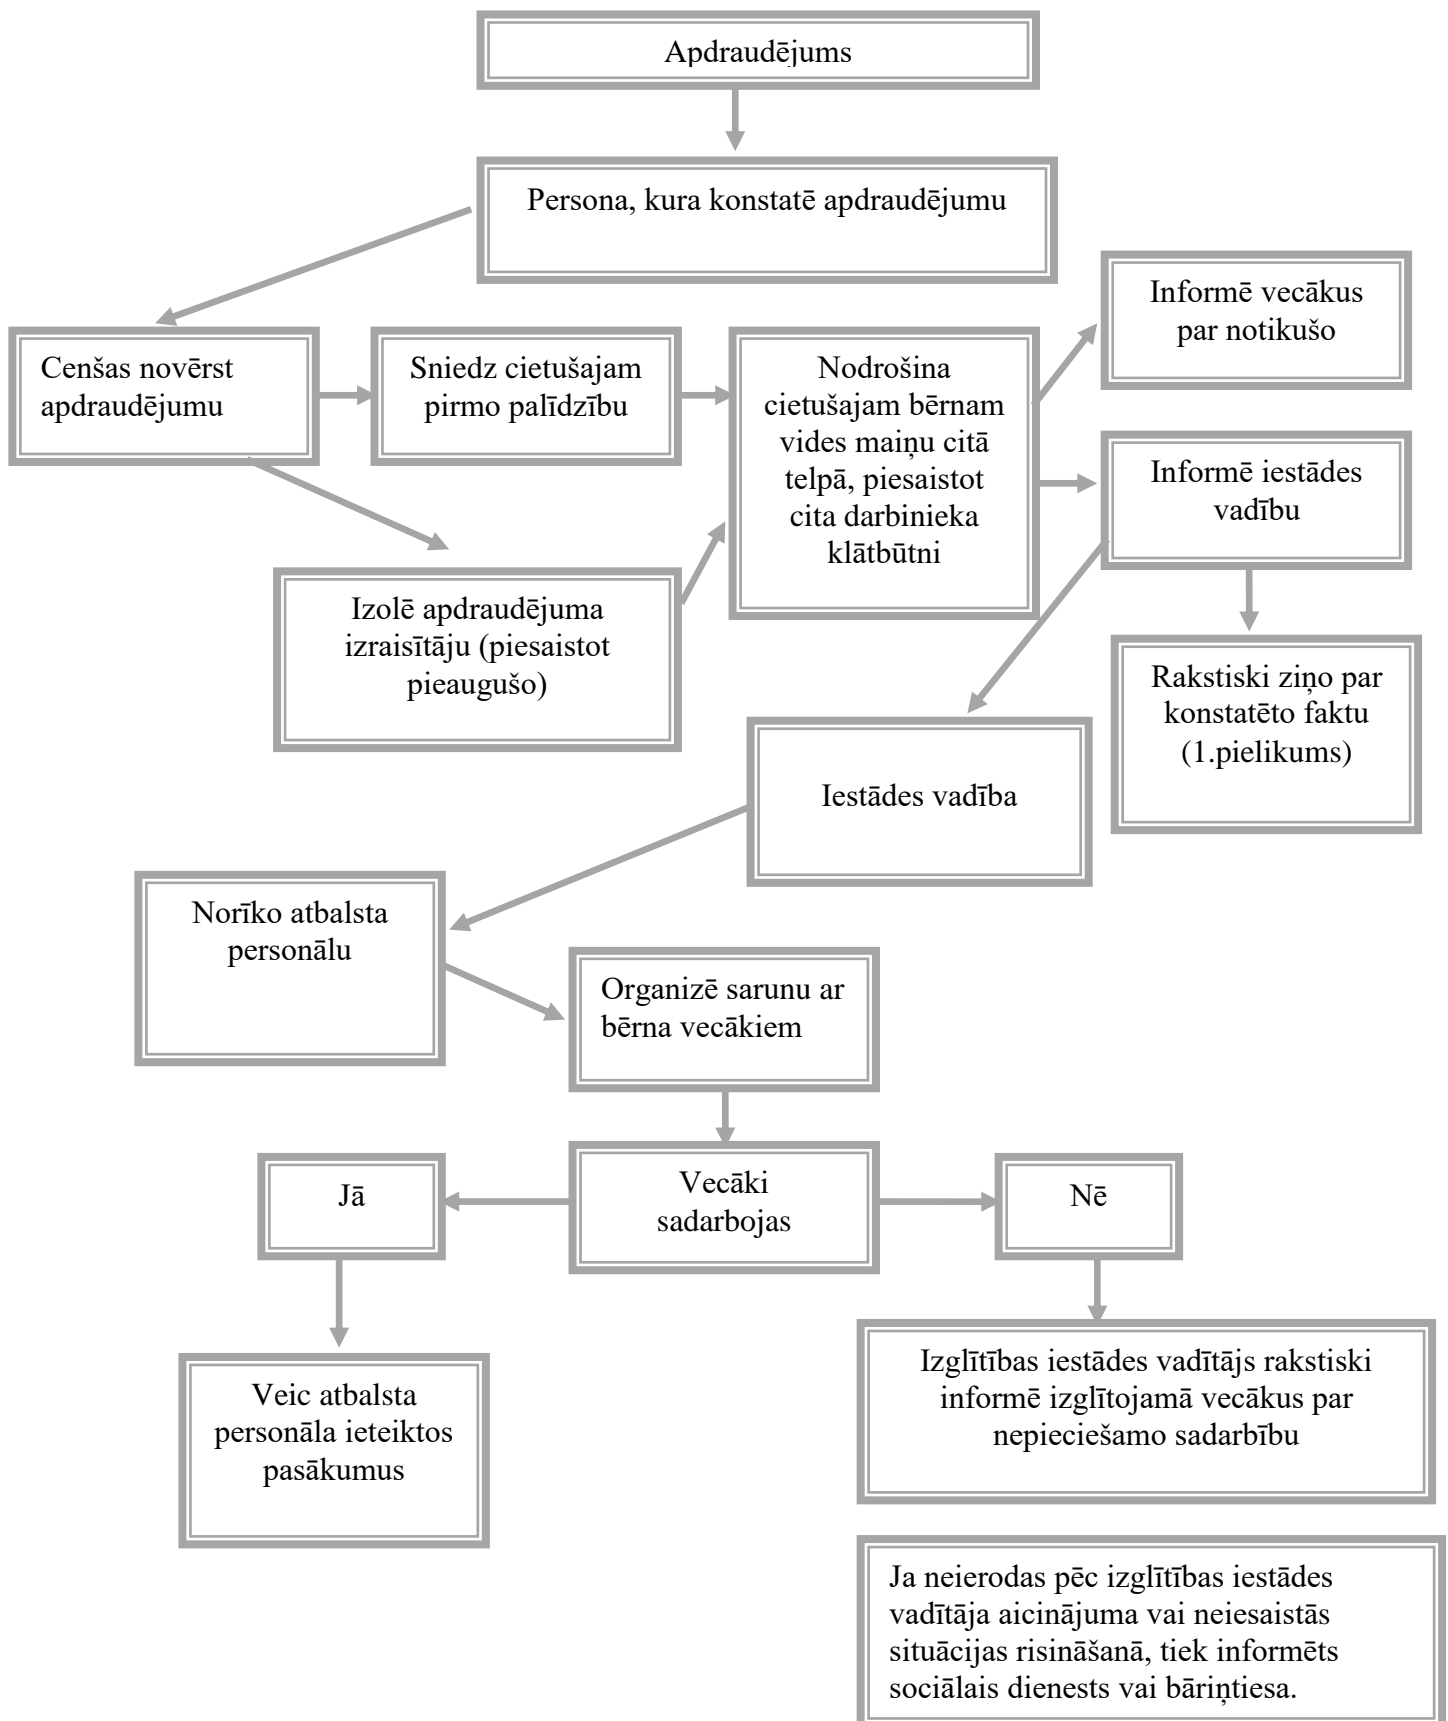 Apdraudējums
Persona, kura konstatē apdraudējumu
Cenšas novērst
apdraudējumu
Sniedz cietušajam
pirmo palīdzību
Nodrošina
cietušajam bērnam
vides maiņu citā
telpā, piesaistot
cita darbinieka
klātbūtni
Informē vecākus
par notikušo
Informē iestādes
vadību
Izolē apdraudējuma
izraisītāju (piesaistot
pieaugušo)
Rakstiski ziņo par
konstatēto faktu
(1.pielikums)
Iestādes vadība
Norīko atbalsta
personālu
Organizē sarunu ar
bērna vecākiem
Jā
Vecāki
sadarbojas
Nē
Veic atbalsta
personāla ieteiktos
pasākumus
Izglītības iestādes vadītājs rakstiski
informē izglītojamā vecākus par
nepieciešamo sadarbību
Ja neierodas pēc izglītības iestādes
vadītāja aicinājuma vai neiesaistās
situācijas risināšanā, tiek informēts
sociālais dienests vai bāriņtiesa.